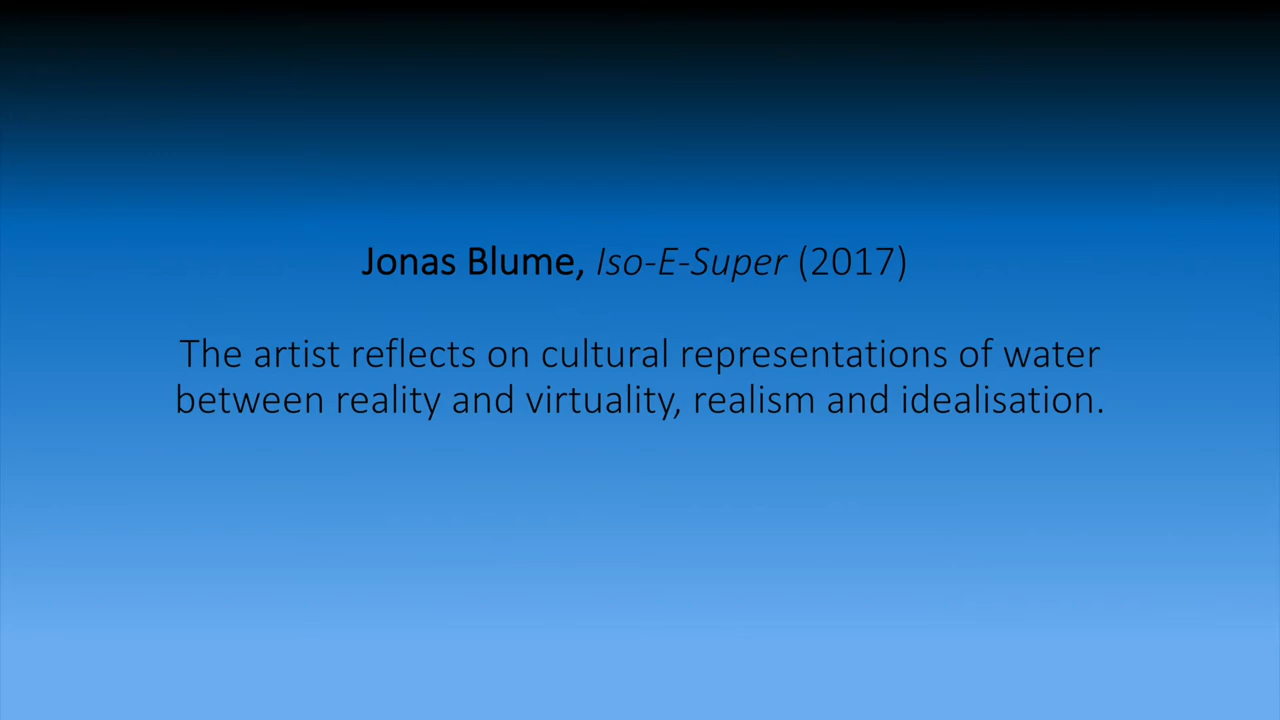 Jonas Blume, Iso-E-Super (2017)
The artist reflects on cultural representations of water
between reality and virtuality, realism and idealisation.